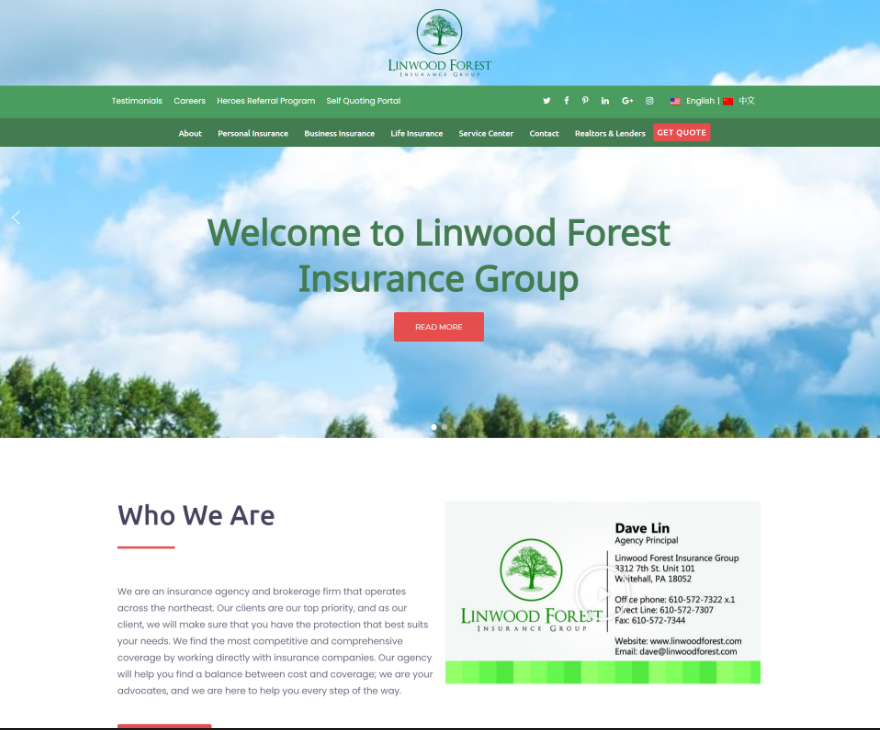 LINWOOD FOREST
INSURANCE GROUP
Testimonials Careers Heroes Referral Program Self Quoting Portal English | 中文
About Personal Insurance Business Insurance Life Insurance Service Center Contact Realtors & Lenders GET QUOTE
Welcome to Linwood Forest
Insurance Group
READ MORE
Who We Are
We are an insurance agency and brokerage firm that operates
across the northeast. Our clients are our top priority, and as our
client, we will make sure that you have the protection that best suits
your needs. We find the most competitive and comprehensive
coverage by working directly with insurance companies. Our agency
will help you find a balance between cost and coverage; we are your
advocates, and we are here to help you every step of the way.
LINWOOD FOREST
INSURANCE GROUP
Dave Lin
Agency Principal
Linwood Forest Insurance Group
3312 7th St. Unit 101
Whitehall, PA 18052
Office phone: 610-572-7322 x.1
Direct Line: 610-572-7307
Fax: 610-572-7344
Website: www.linwoodforest.com
Email: dave@linwoodforest.com